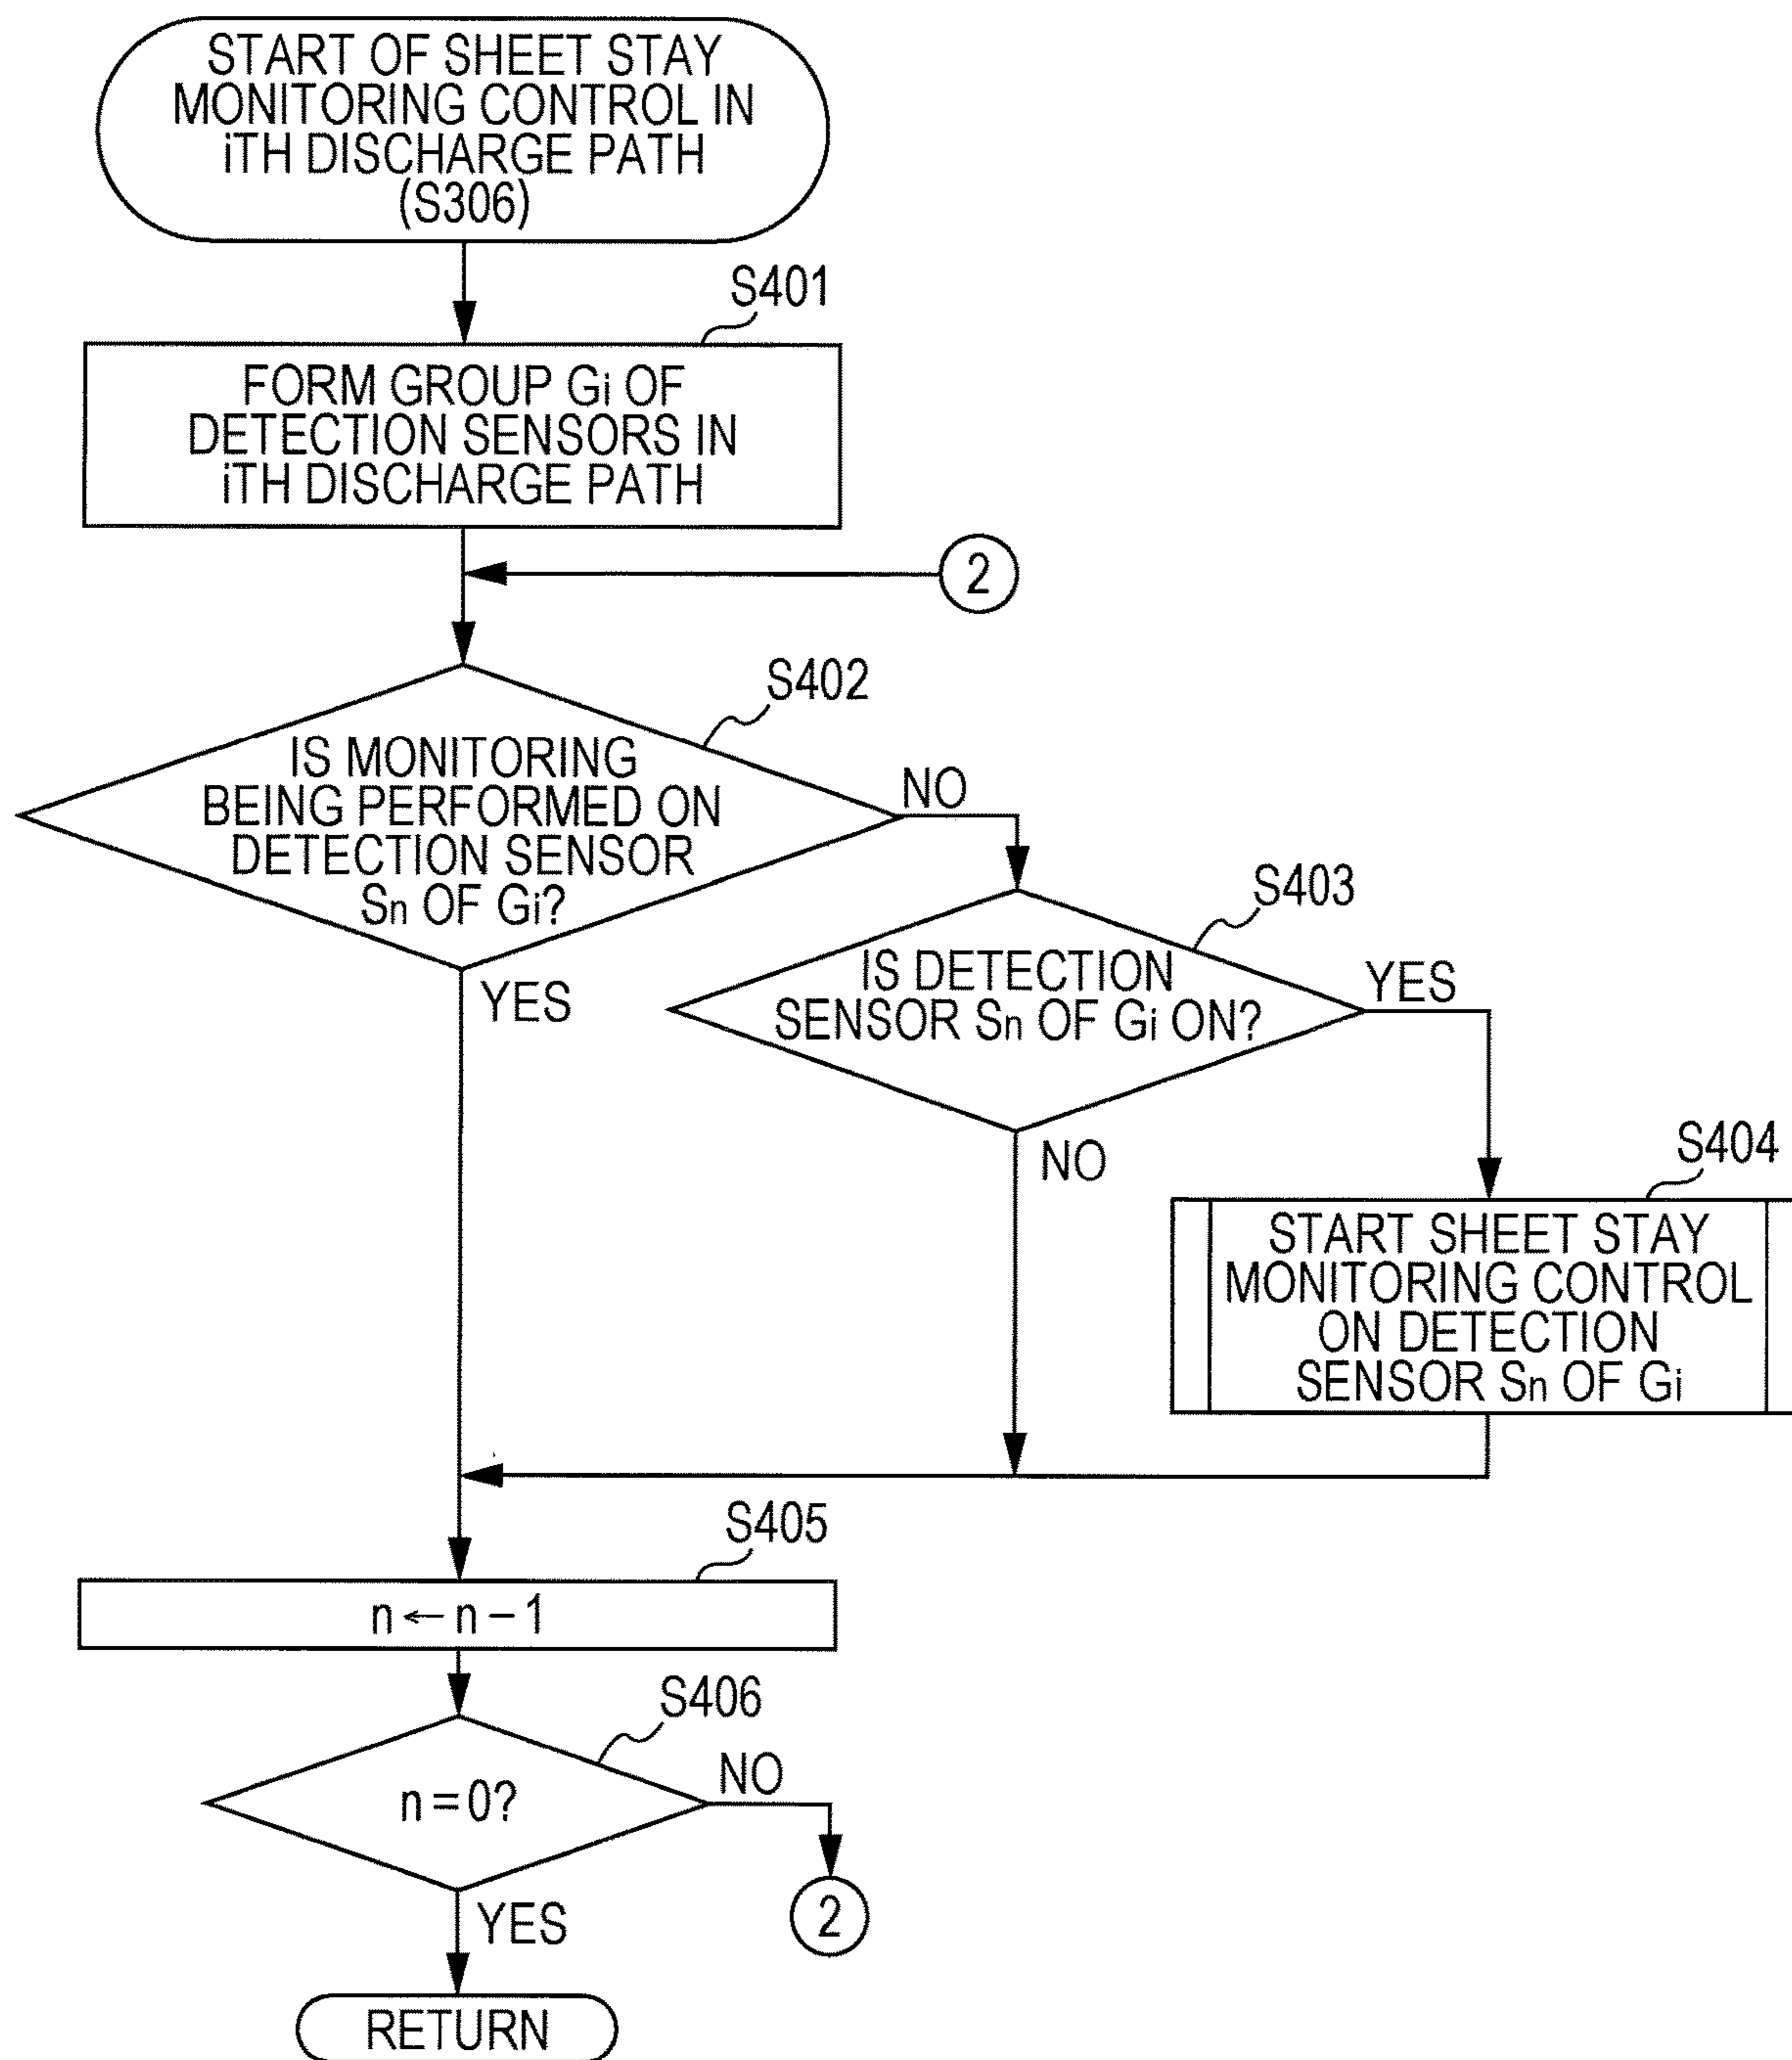 START OF SHEET STAY
MONITORING CONTROL IN
iTH DISCHARGE PATH
(S306)
S401
FORM GROUP Gi OF
DETECTION SENSORS IN
iTH DISCHARGE PATH
2
S402
IS MONITORING
BEING PERFORMED ON
DETECTION SENSOR
Sn OF Gi?
NO
YES
S403
IS DETECTION
SENSOR Sn OF Gi ON?
YES
NO
S404
START SHEET STAY
MONITORING CONTROL
ON DETECTION
SENSOR Sn OF Gi
S405
n ← n − 1
S406
n = 0?
NO
2
YES
RETURN